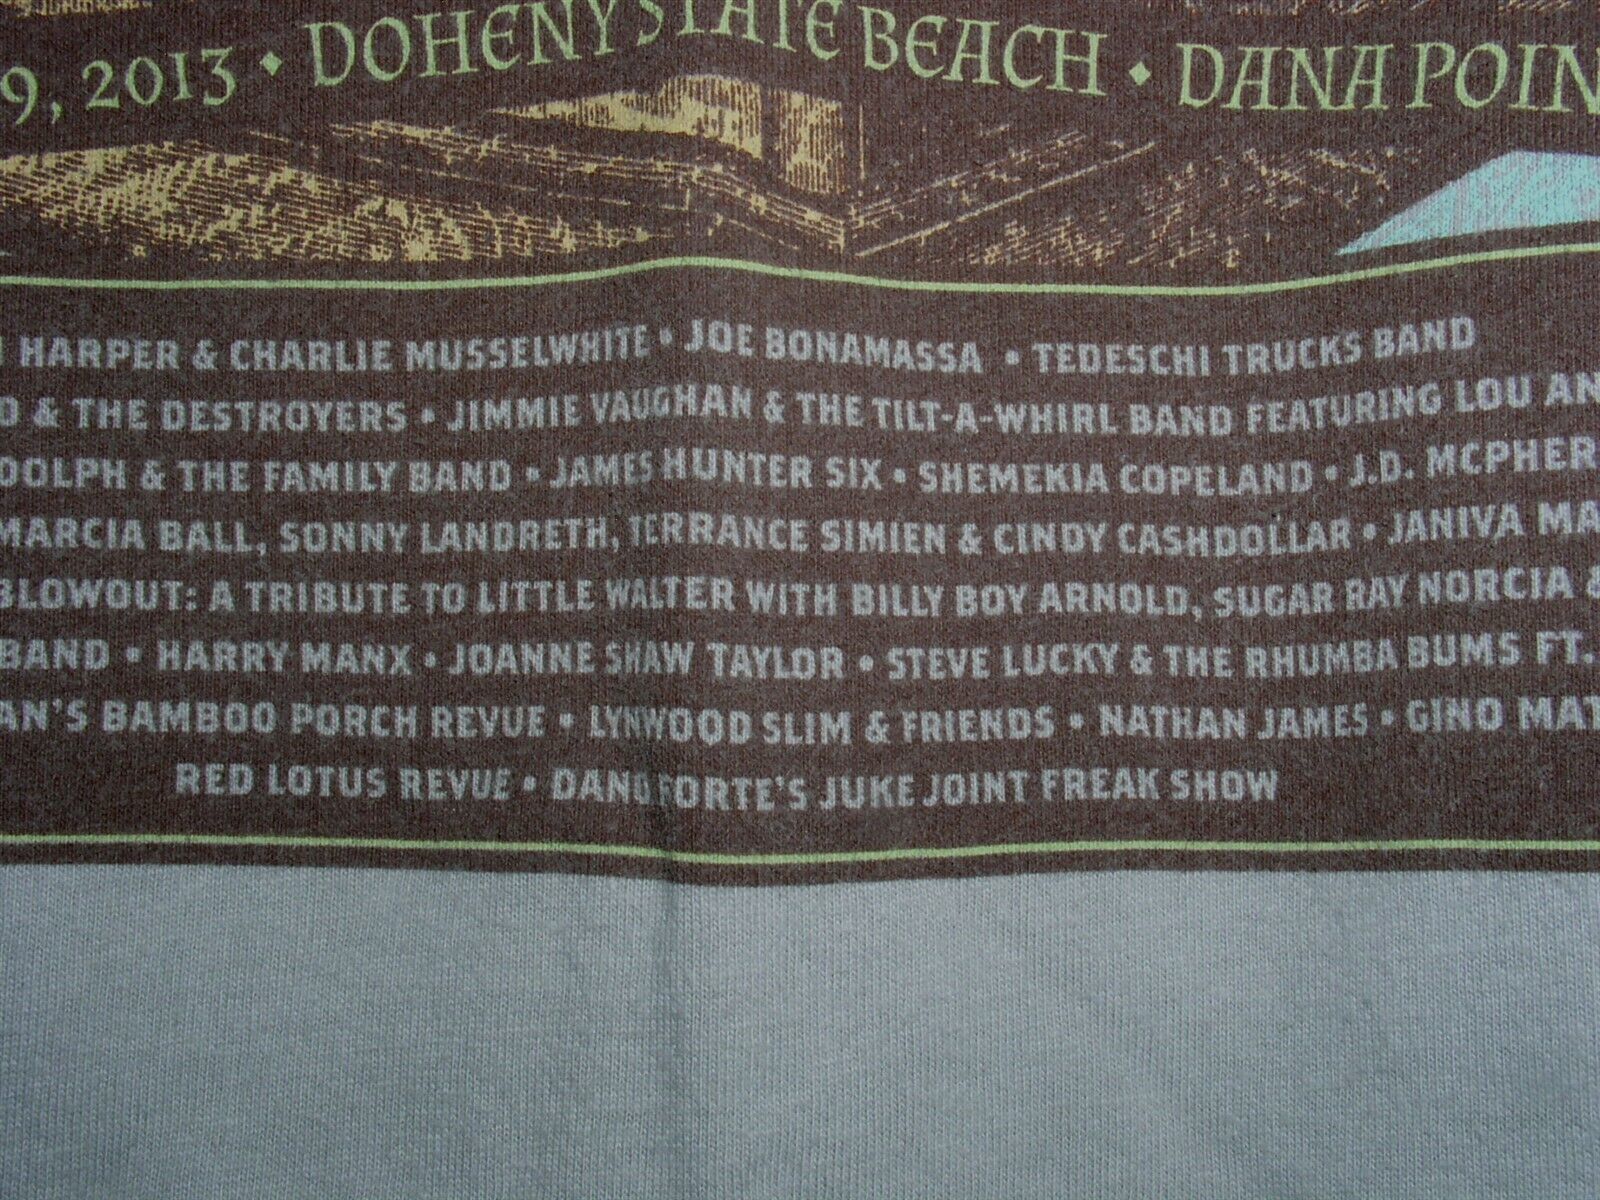 9, 2013 • DOHENY STATE BEACH • DANA POIN
HARPER & CHARLIE MUSSELWHITE • JOE BONAMASSA • TEDESCHI TRUCKS BAND
& THE DESTROYERS • JIMMIE VAUGHAN & THE TILT-A-WHIRL BAND FEATURING LOU AN
DOLPH & THE FAMILY BAND • JAMES HUNTER SIX • SHEMEKIA COPELAND • J.D. MCPHER
MARCIA BALL, SONNY LANDRETH, TERRANCE SIMIEN & CINDY CASHDOLLAR • JANIVA MA
BLOWOUT: A TRIBUTE TO LITTLE WALTER WITH BILLY BOY ARNOLD, SUGAR RAY NORCIA &
BAND • HARRY MANX • JOANNE SHAW TAYLOR • STEVE LUCKY & THE RHUMBA BUMS FT.
AN'S BAMBOO PORCH REVUE • LYNWOOD SLIM & FRIENDS • NATHAN JAMES • GINO MAT
RED LOTUS REVUE • DAN FORTE'S JUKE JOINT FREAK SHOW